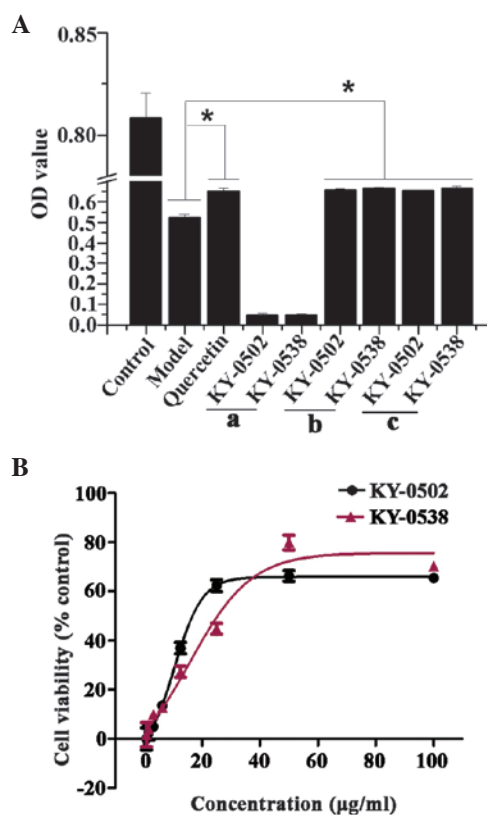 A
0.85
0.80
0.6
0.5
0.4
0.3
0.2
0.1
0.0
OD value
*
*
Control
Model
Quercetin
KY-0502
KY-0538
KY-0502
KY-0538
KY-0502
KY-0538
a
b
c
B
100
80
60
40
20
0
-20
Cell viability (% control)
KY-0502
KY-0538
0
20
40
60
80
100
Concentration (µg/ml)